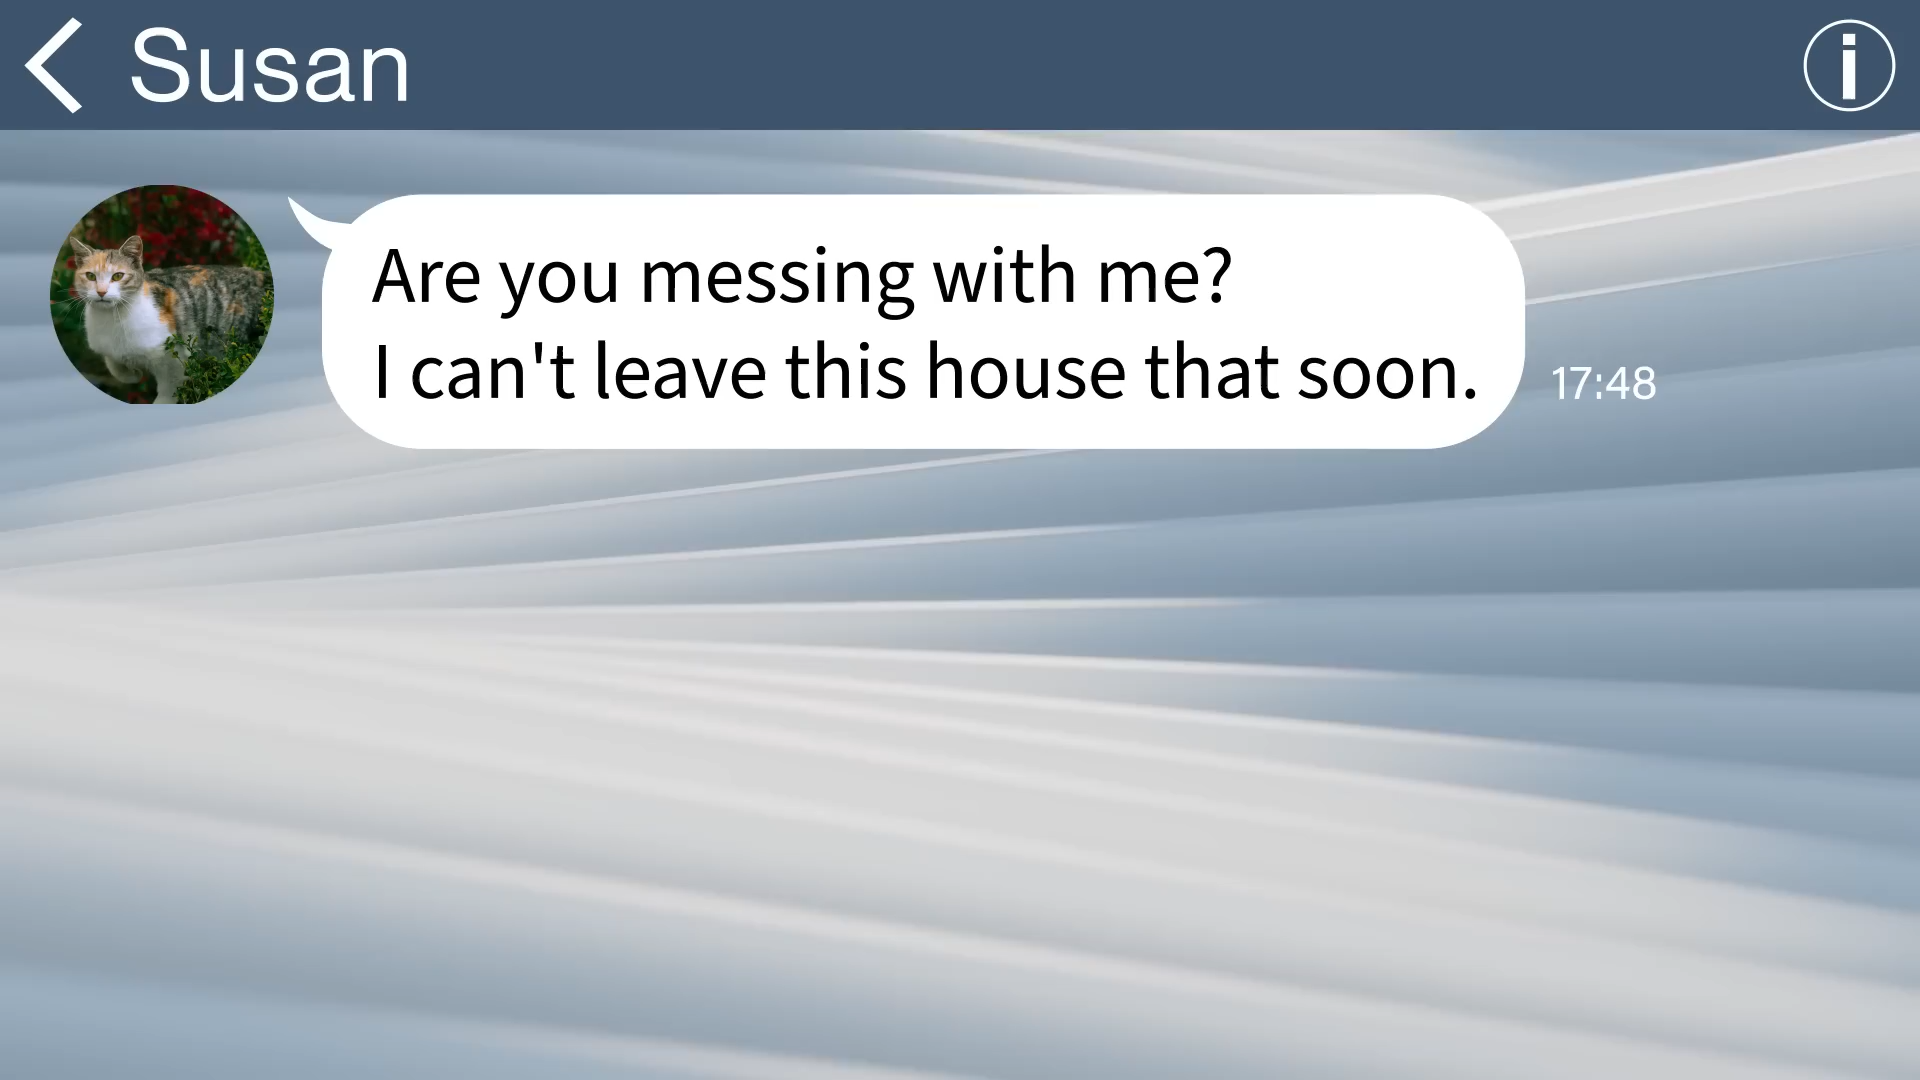 Susan
Are you messing with me?
I can't leave this house that soon.
17:48